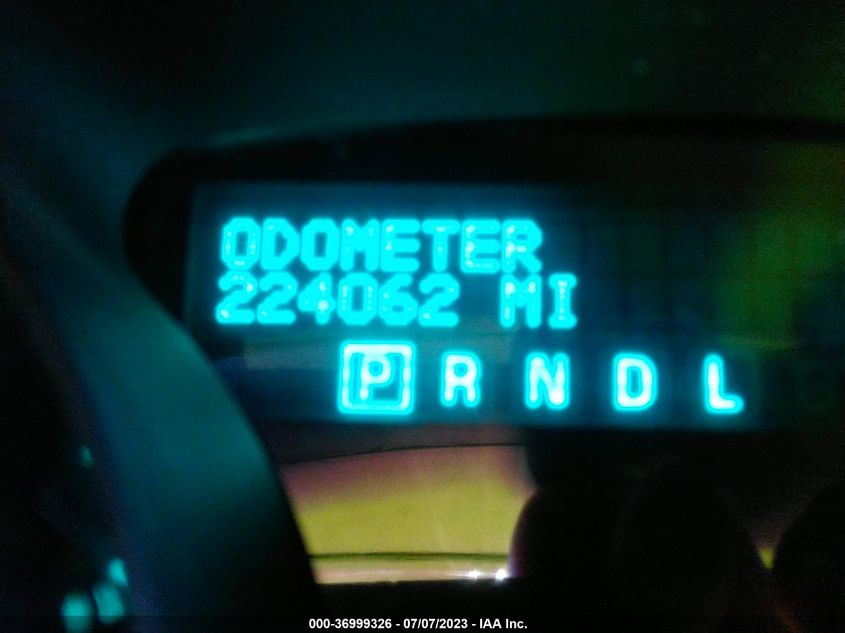 ODOMETER
224062 MI
P R N D L
000-36999326 - 07/07/2023 - IAA Inc.